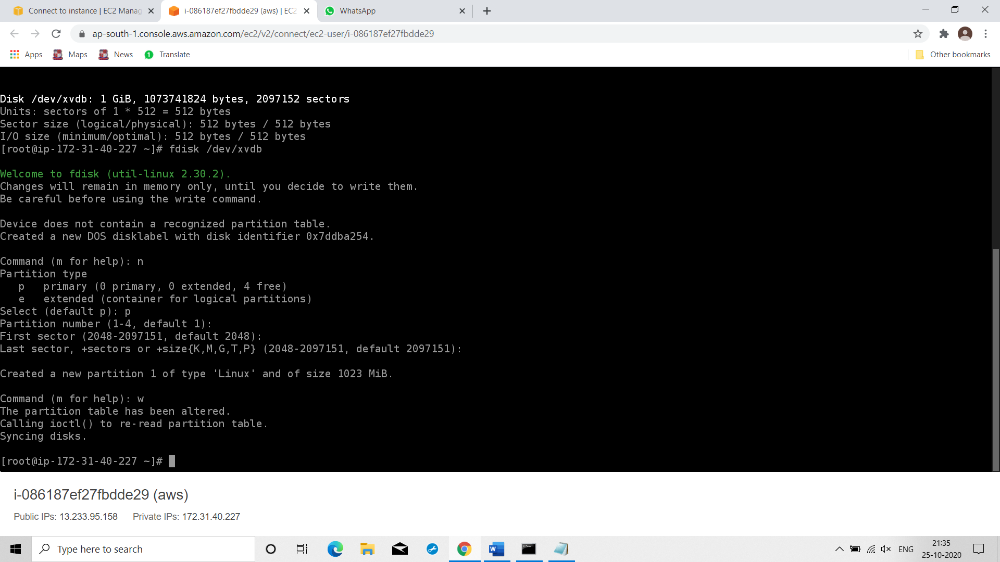 Connect to instance | EC2 Manag
i-086187ef27fbdde29 (aws) | EC2
WhatsApp
ap-south-1.console.aws.amazon.com/ec2/v2/connect/ec2-user/i-086187ef27fbdde29
Apps
Maps
News
1
Translate
Other bookmarks
Disk /dev/xvdb: 1 GiB, 1073741824 bytes, 2097152 sectors
Units: sectors of 1 * 512 = 512 bytes
Sector size (logical/physical): 512 bytes / 512 bytes
I/O size (minimum/optimal): 512 bytes / 512 bytes
[root@ip-172-31-40-227 ~]# fdisk /dev/xvdb
Welcome to fdisk (util-linux 2.30.2).
Changes will remain in memory only, until you decide to write them.
Be careful before using the write command.
Device does not contain a recognized partition table.
Created a new DOS disklabel with disk identifier 0x7ddba254.
Command (m for help): n
Partition type
   p   primary (0 primary, 0 extended, 4 free)
   e   extended (container for logical partitions)
Select (default p): p
Partition number (1-4, default 1):
First sector (2048-2097151, default 2048):
Last sector, +sectors or +size{K,M,G,T,P} (2048-2097151, default 2097151):
Created a new partition 1 of type 'Linux' and of size 1023 MiB.
Command (m for help): w
The partition table has been altered.
Calling ioctl() to re-read partition table.
Syncing disks.
[root@ip-172-31-40-227 ~]#
i-086187ef27fbdde29 (aws)
Public IPs: 13.233.95.158 Private IPs: 172.31.40.227
Type here to search
W
ENG
21:35
25-10-2020